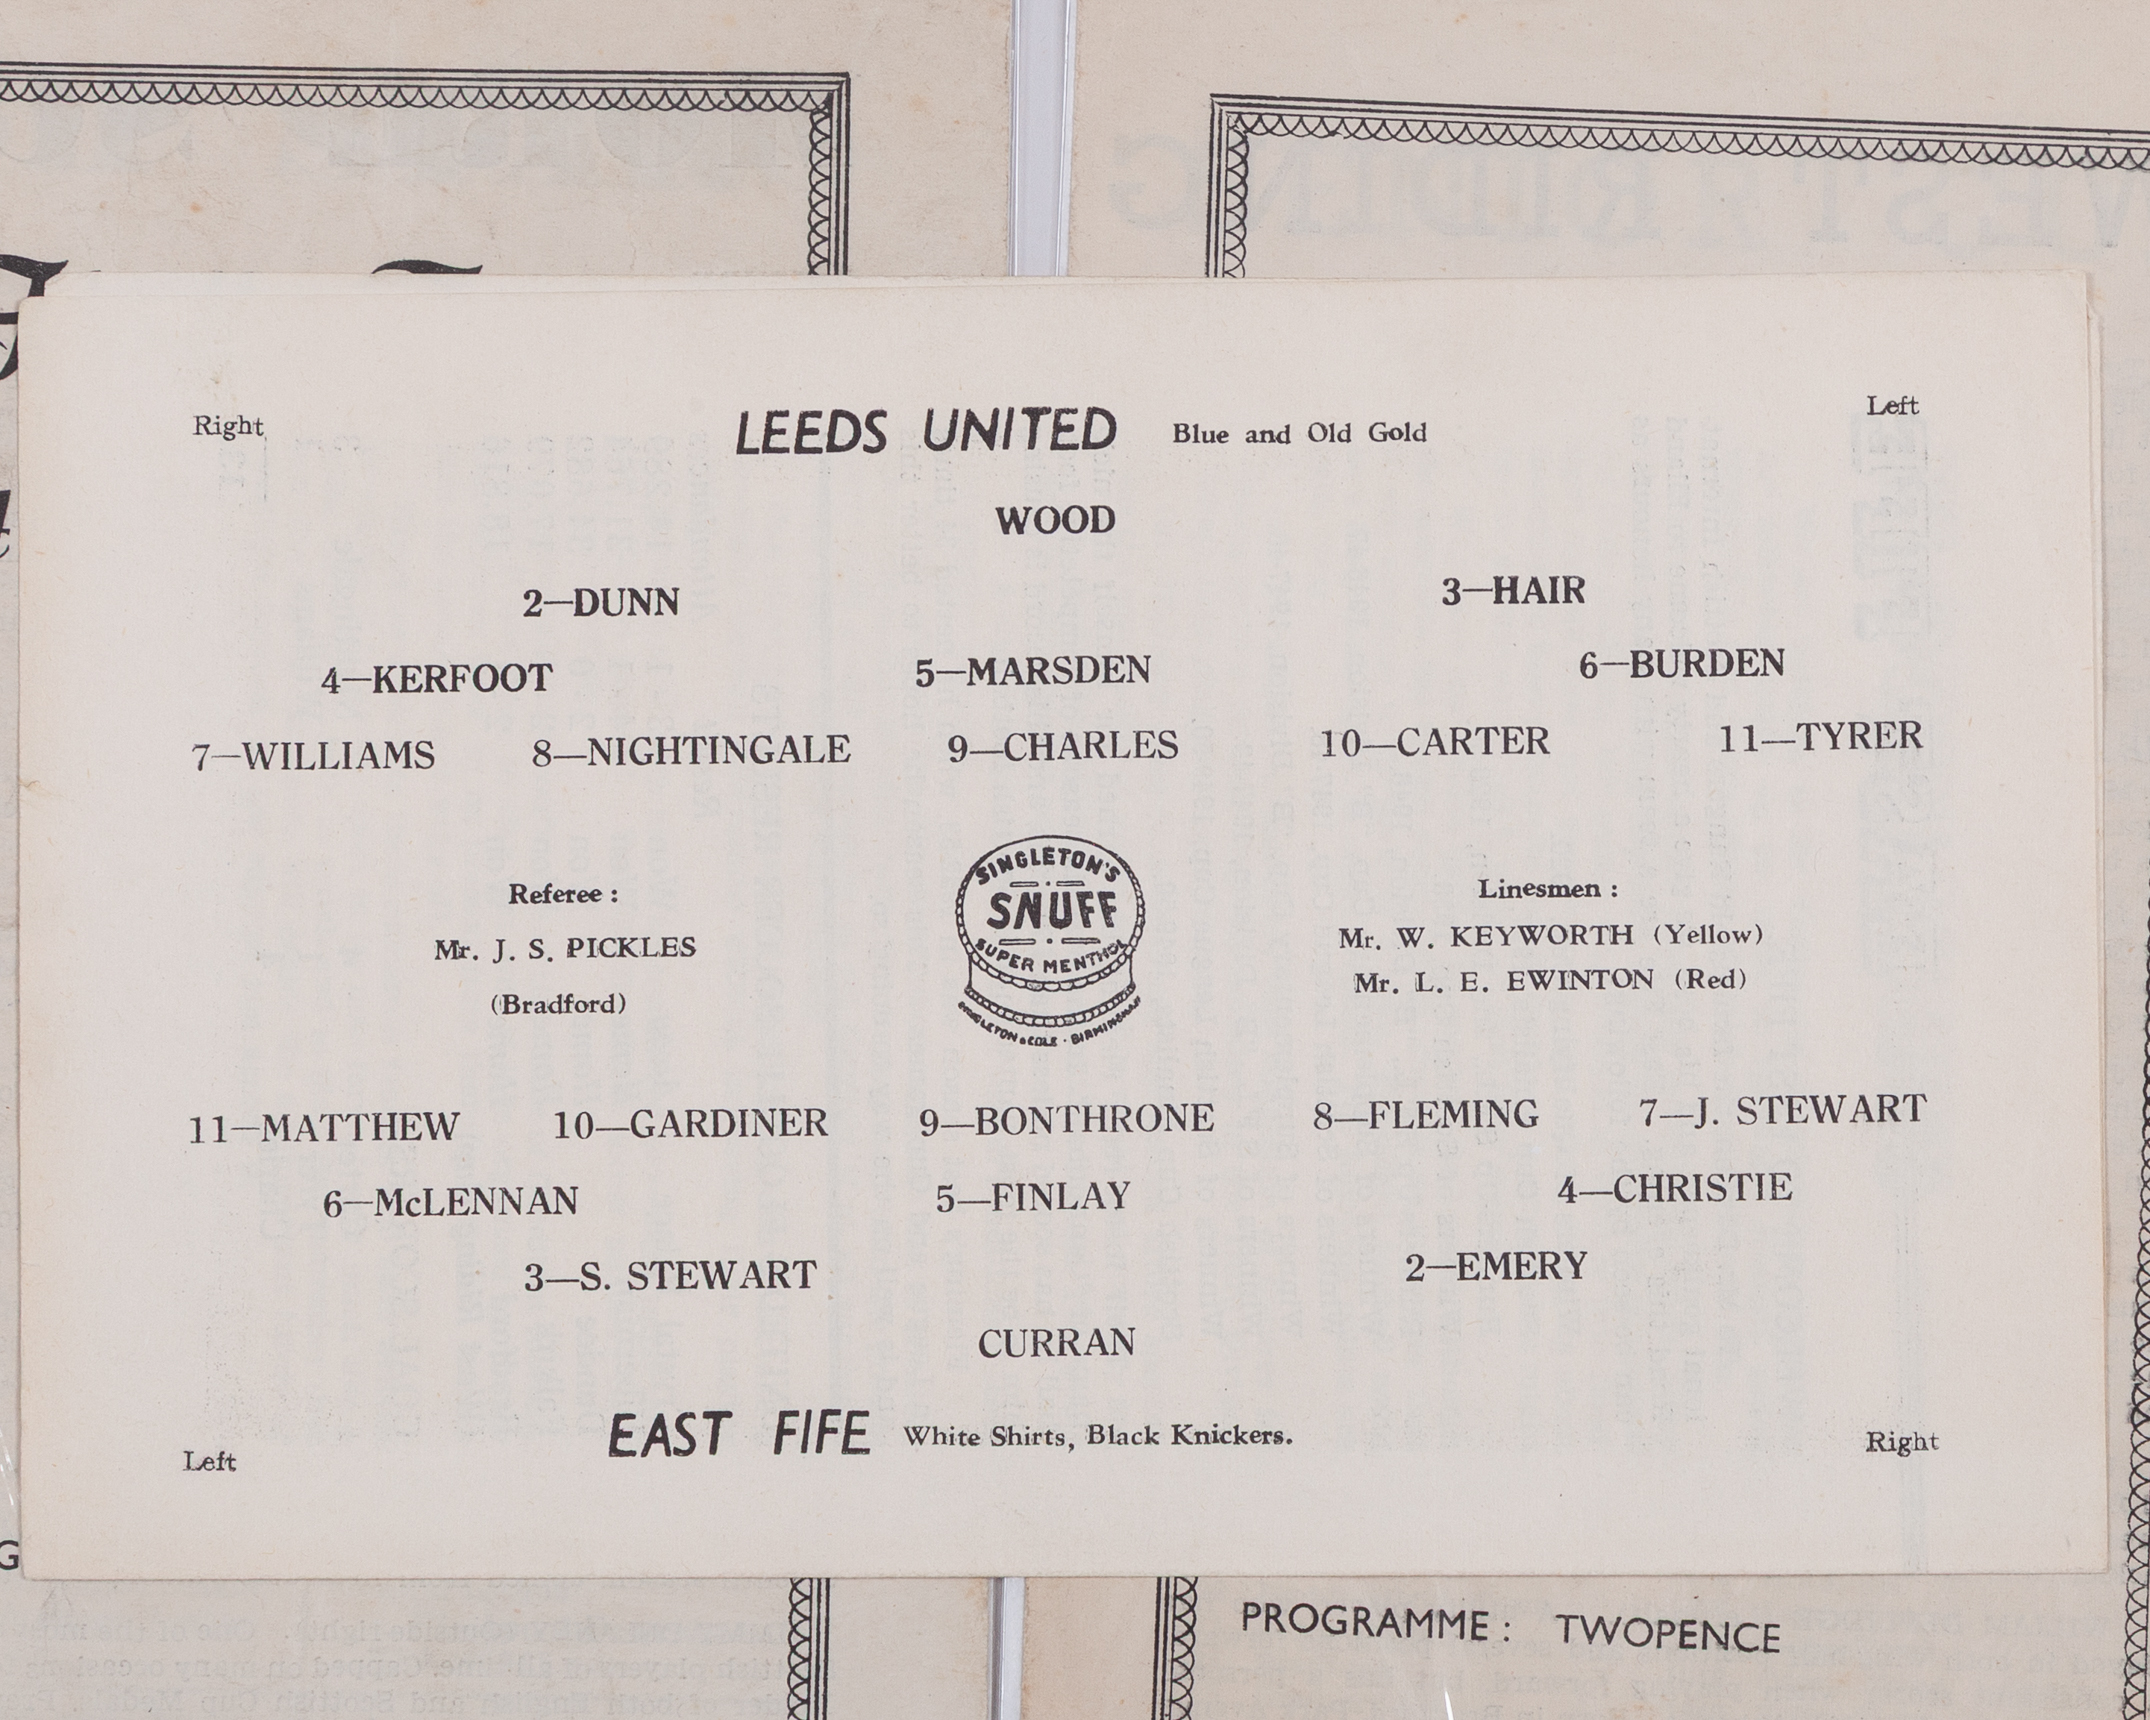 Right
LEEDS UNITED Blue and Old Gold
Left
WOOD
2—DUNN 3—HAIR
4—KERFOOT 5—MARSDEN 6—BURDEN
7—WILLIAMS 8—NIGHTINGALE 9—CHARLES 10—CARTER 11—TYRER
Referee :
Mr. J. S. PICKLES
(Bradford)
SINGLETON'S
SNUFF
SUPER MENTHOL
SINGLETON & COLE · BIRMINGHAM
Linesmen :
Mr. W. KEYWORTH (Yellow)
Mr. L. E. EWINTON (Red)
11—MATTHEW 10—GARDINER 9—BONTHRONE 8—FLEMING 7—J. STEWART
6—McLENNAN 5—FINLAY 4—CHRISTIE
3—S. STEWART 2—EMERY
CURRAN
EAST FIFE White Shirts, Black Knickers.
Left
Right
PROGRAMME : TWOPENCE